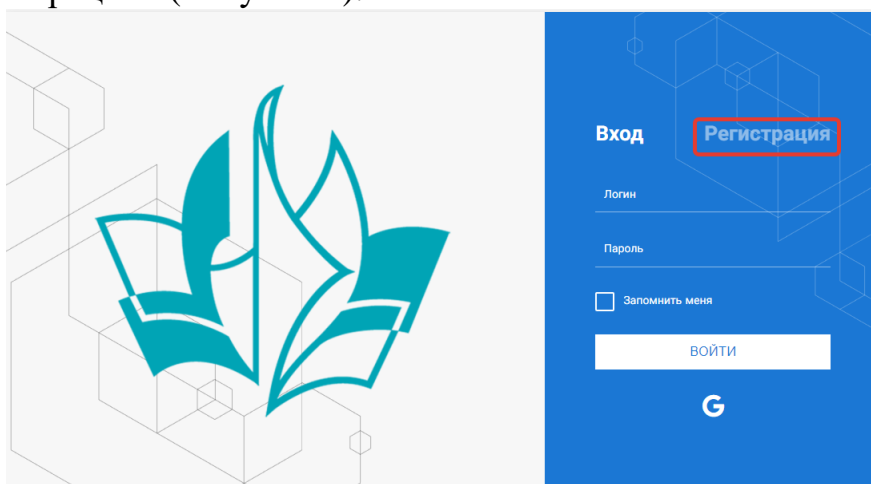 Вход Регистрация
Логин
Пароль
Запомнить меня
ВОЙТИ
G